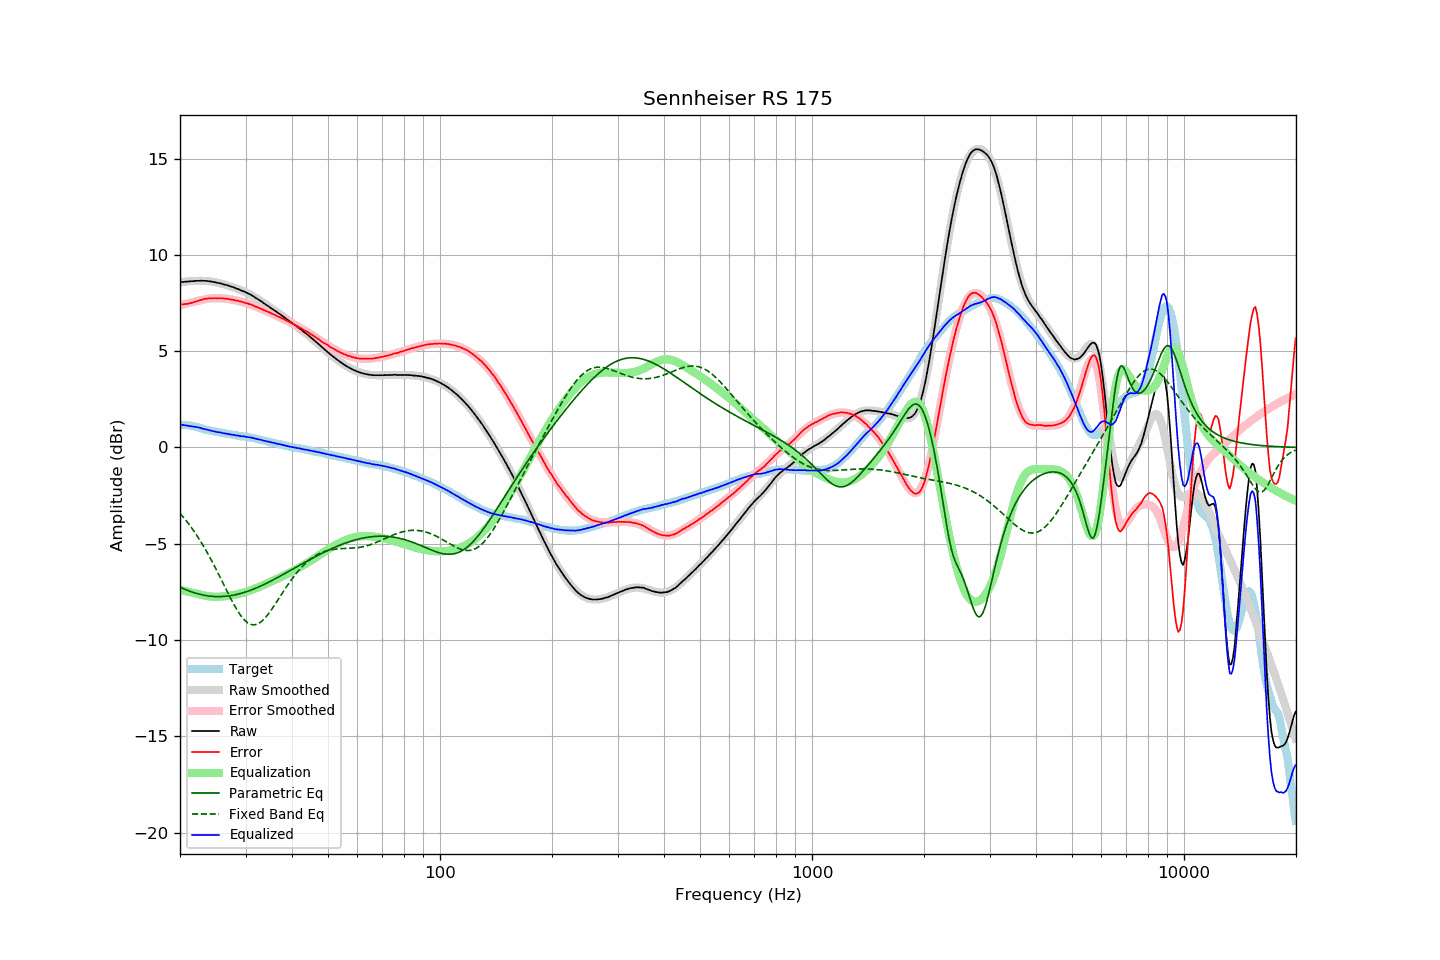 Sennheiser RS 175
15
10
5
0
−5
−10
−15
−20
Amplitude (dBr)
Target
Raw Smoothed
Error Smoothed
Raw
Error
Equalization
Parametric Eq
Fixed Band Eq
Equalized
100
1000
10000
Frequency (Hz)